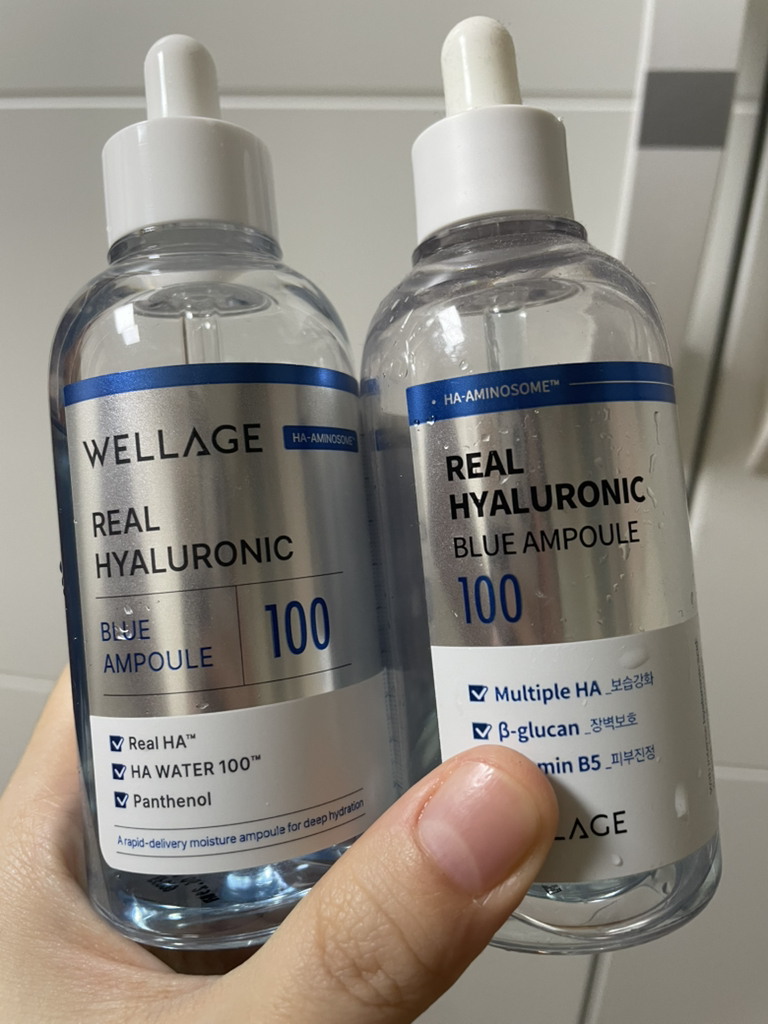 WELLAGE
HA-AMINOSOME™
REAL
HYALURONIC
BLUE
AMPOULE
100
Real HA™
HA WATER 100™
Panthenol
A rapid-delivery moisture ampoule for deep hydration
HA-AMINOSOME™
REAL
HYALURONIC
BLUE AMPOULE
100
Multiple HA _보습강화
β-glucan _장벽보호
min B5 _피부진정
LAGE